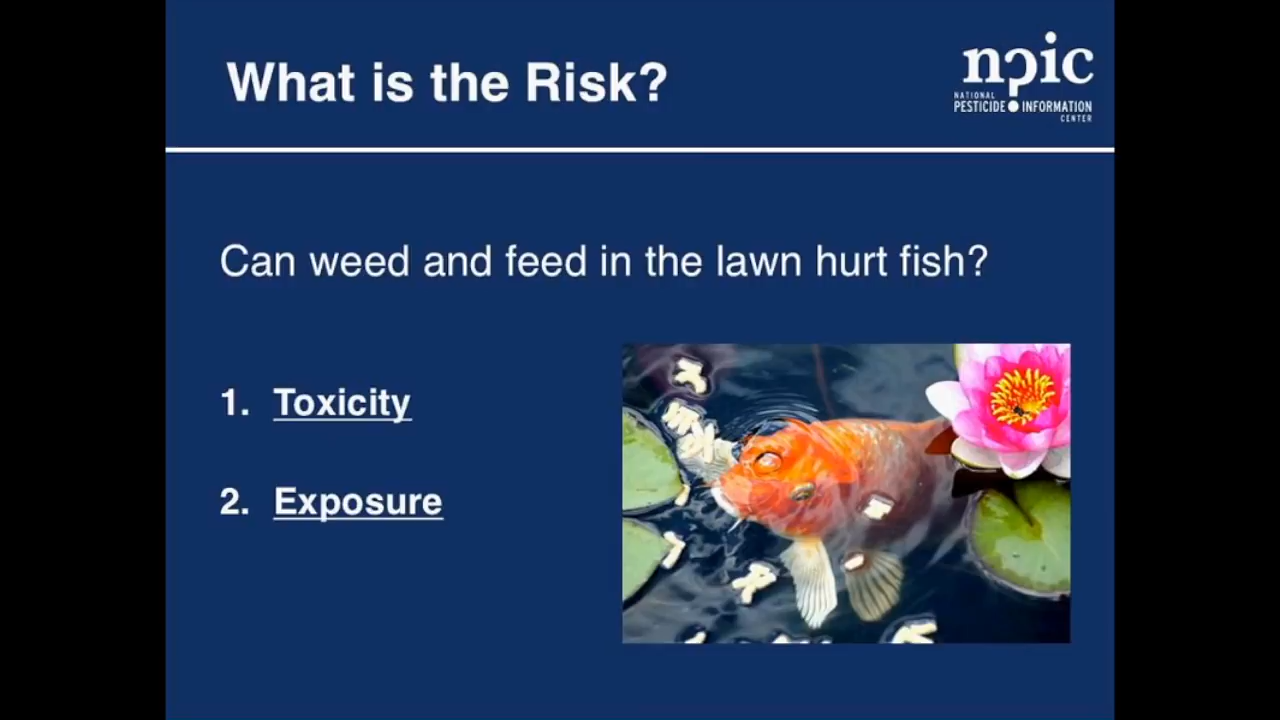 What is the Risk?
npic
NATIONAL
PESTICIDE INFORMATION
CENTER
Can weed and feed in the lawn hurt fish?
1. Toxicity
2. Exposure